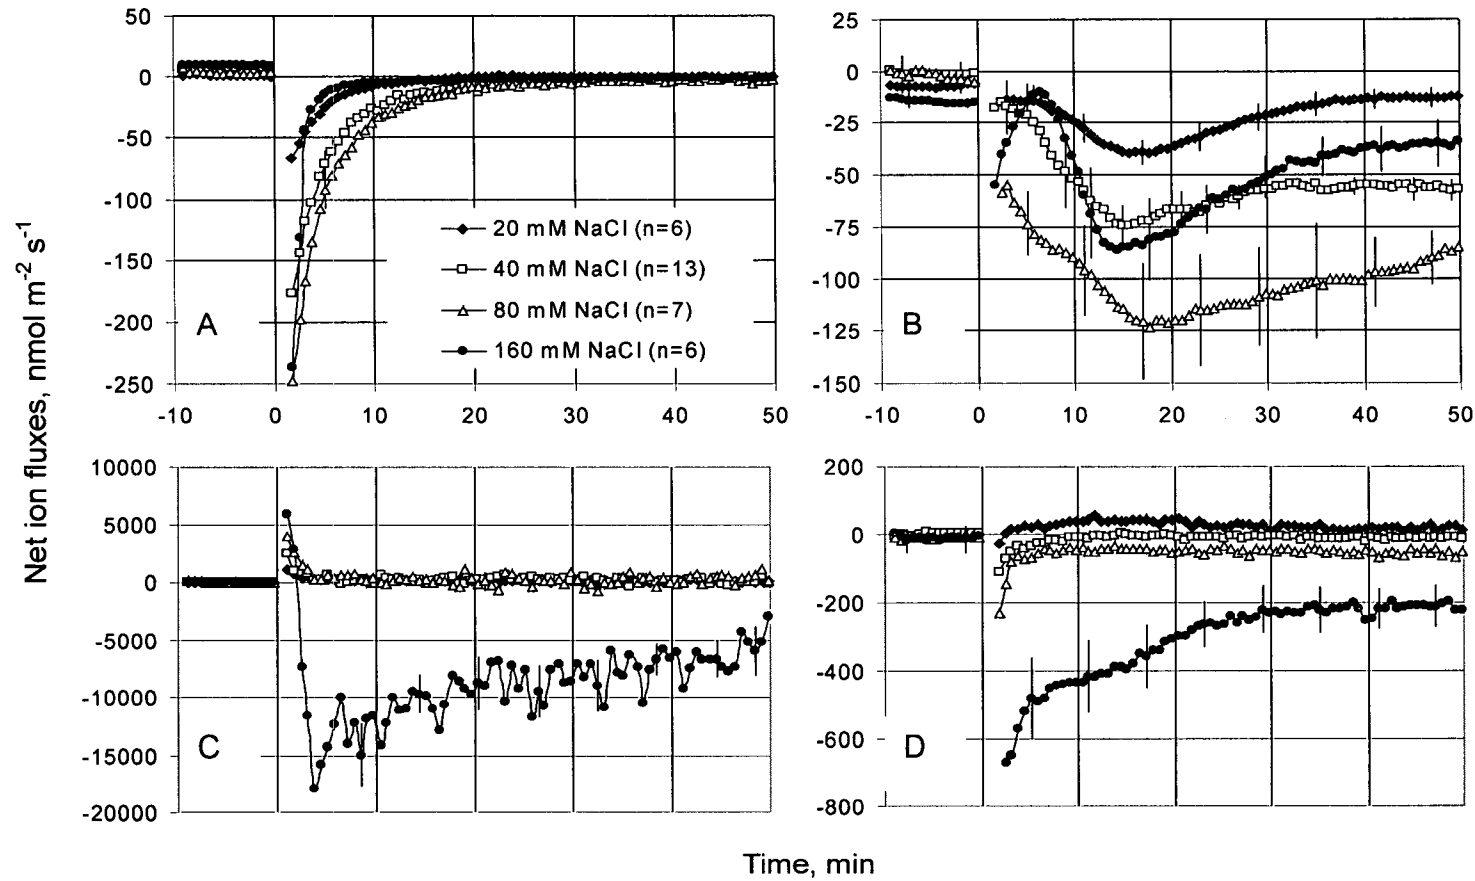 Net ion fluxes, nmol m-2 s-1
50
0
-50
-100
-150
-200
-250
-10 0 10 20 30 40 50
A
20 mM NaCl (n=6)
40 mM NaCl (n=13)
80 mM NaCl (n=7)
160 mM NaCl (n=6)
25
0
-25
-50
-75
-100
-125
-150
-10 0 10 20 30 40 50
B
10000
5000
0
-5000
-10000
-15000
-20000
C
200
0
-200
-400
-600
-800
D
Time, min